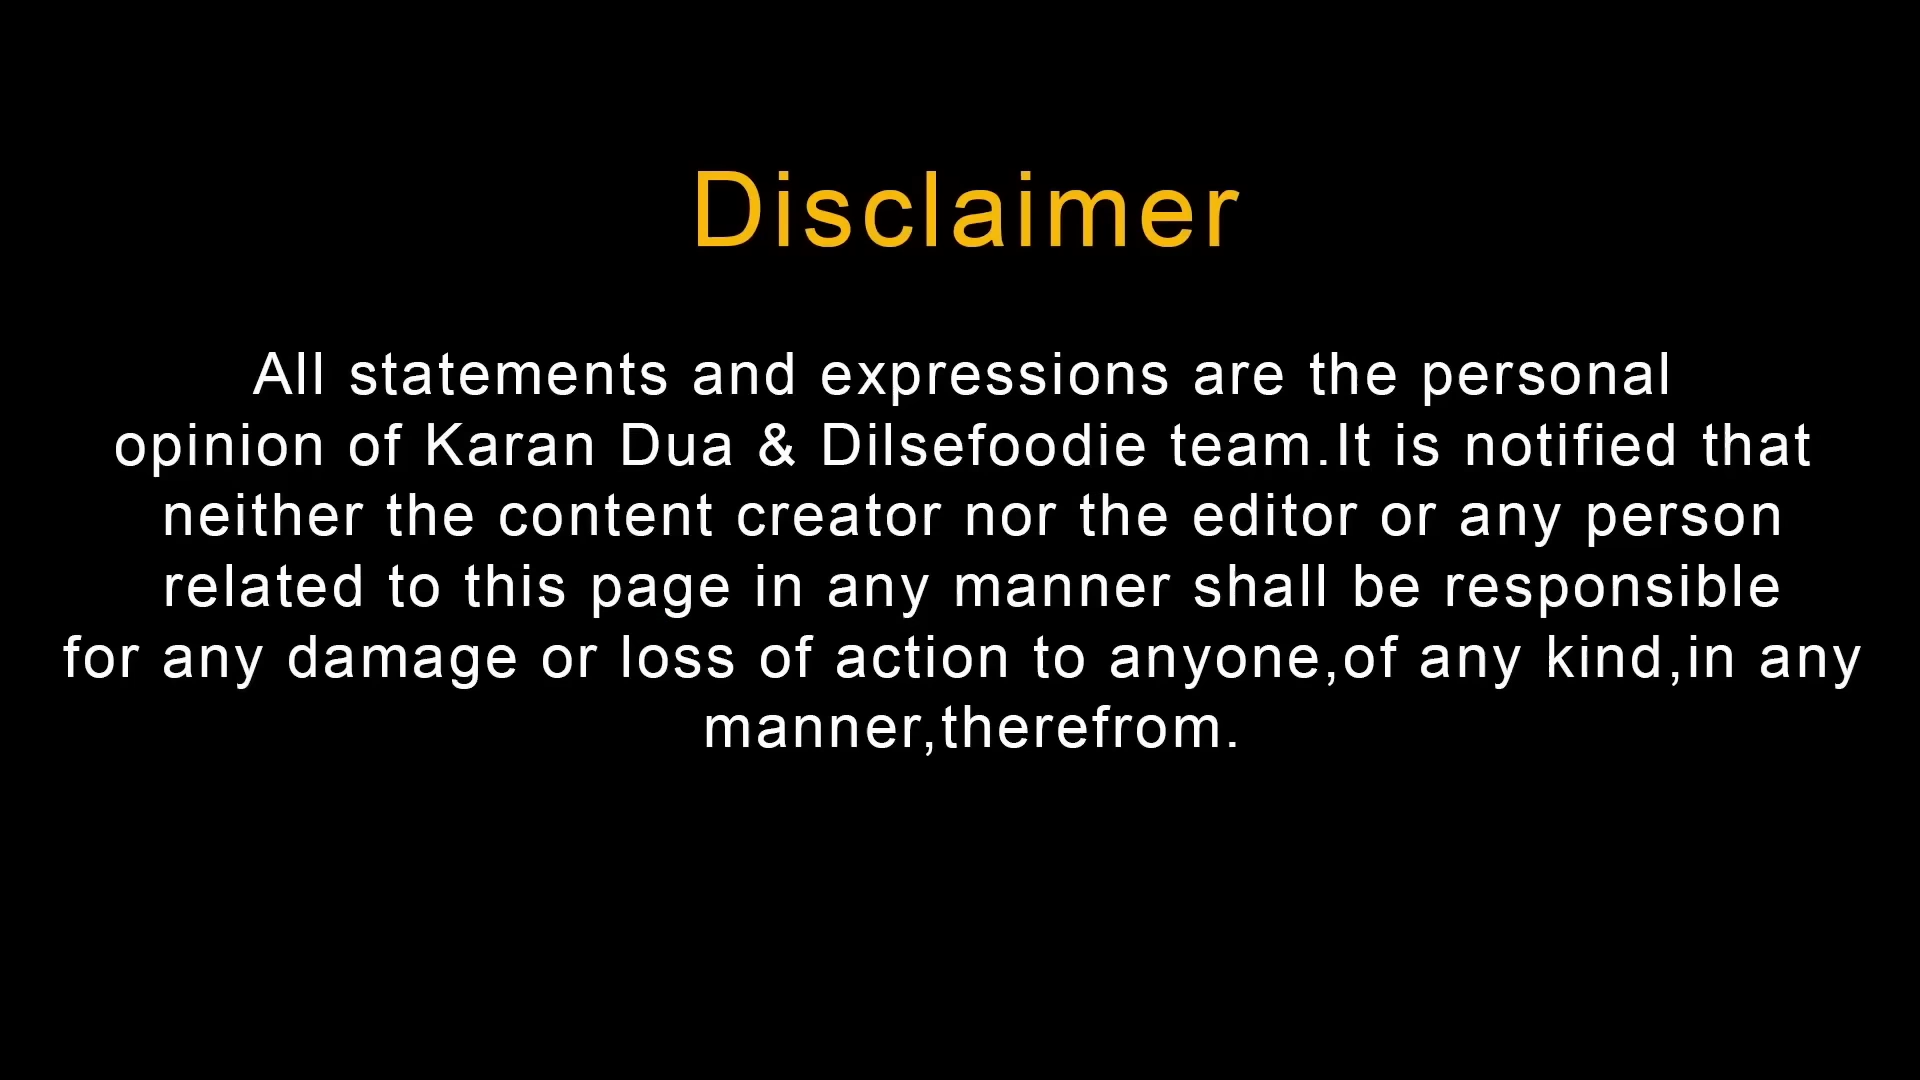 Disclaimer
All statements and expressions are the personal
opinion of Karan Dua & Dilsefoodie team.It is notified that
neither the content creator nor the editor or any person
related to this page in any manner shall be responsible
for any damage or loss of action to anyone,of any kind,in any
manner,therefrom.